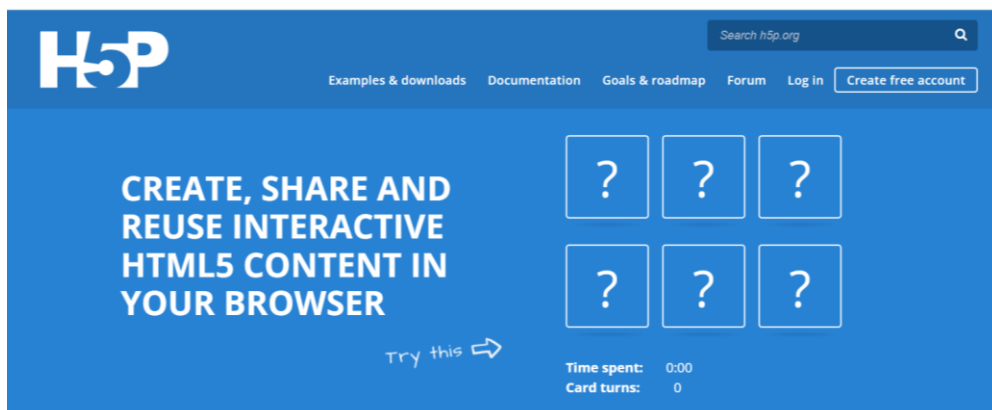 H5P
Search h5p.org
Examples & downloads Documentation Goals & roadmap Forum Log in Create free account
CREATE, SHARE AND
REUSE INTERACTIVE
HTML5 CONTENT IN
YOUR BROWSER
Try this
? ? ?
? ? ?
Time spent: 0:00
Card turns: 0